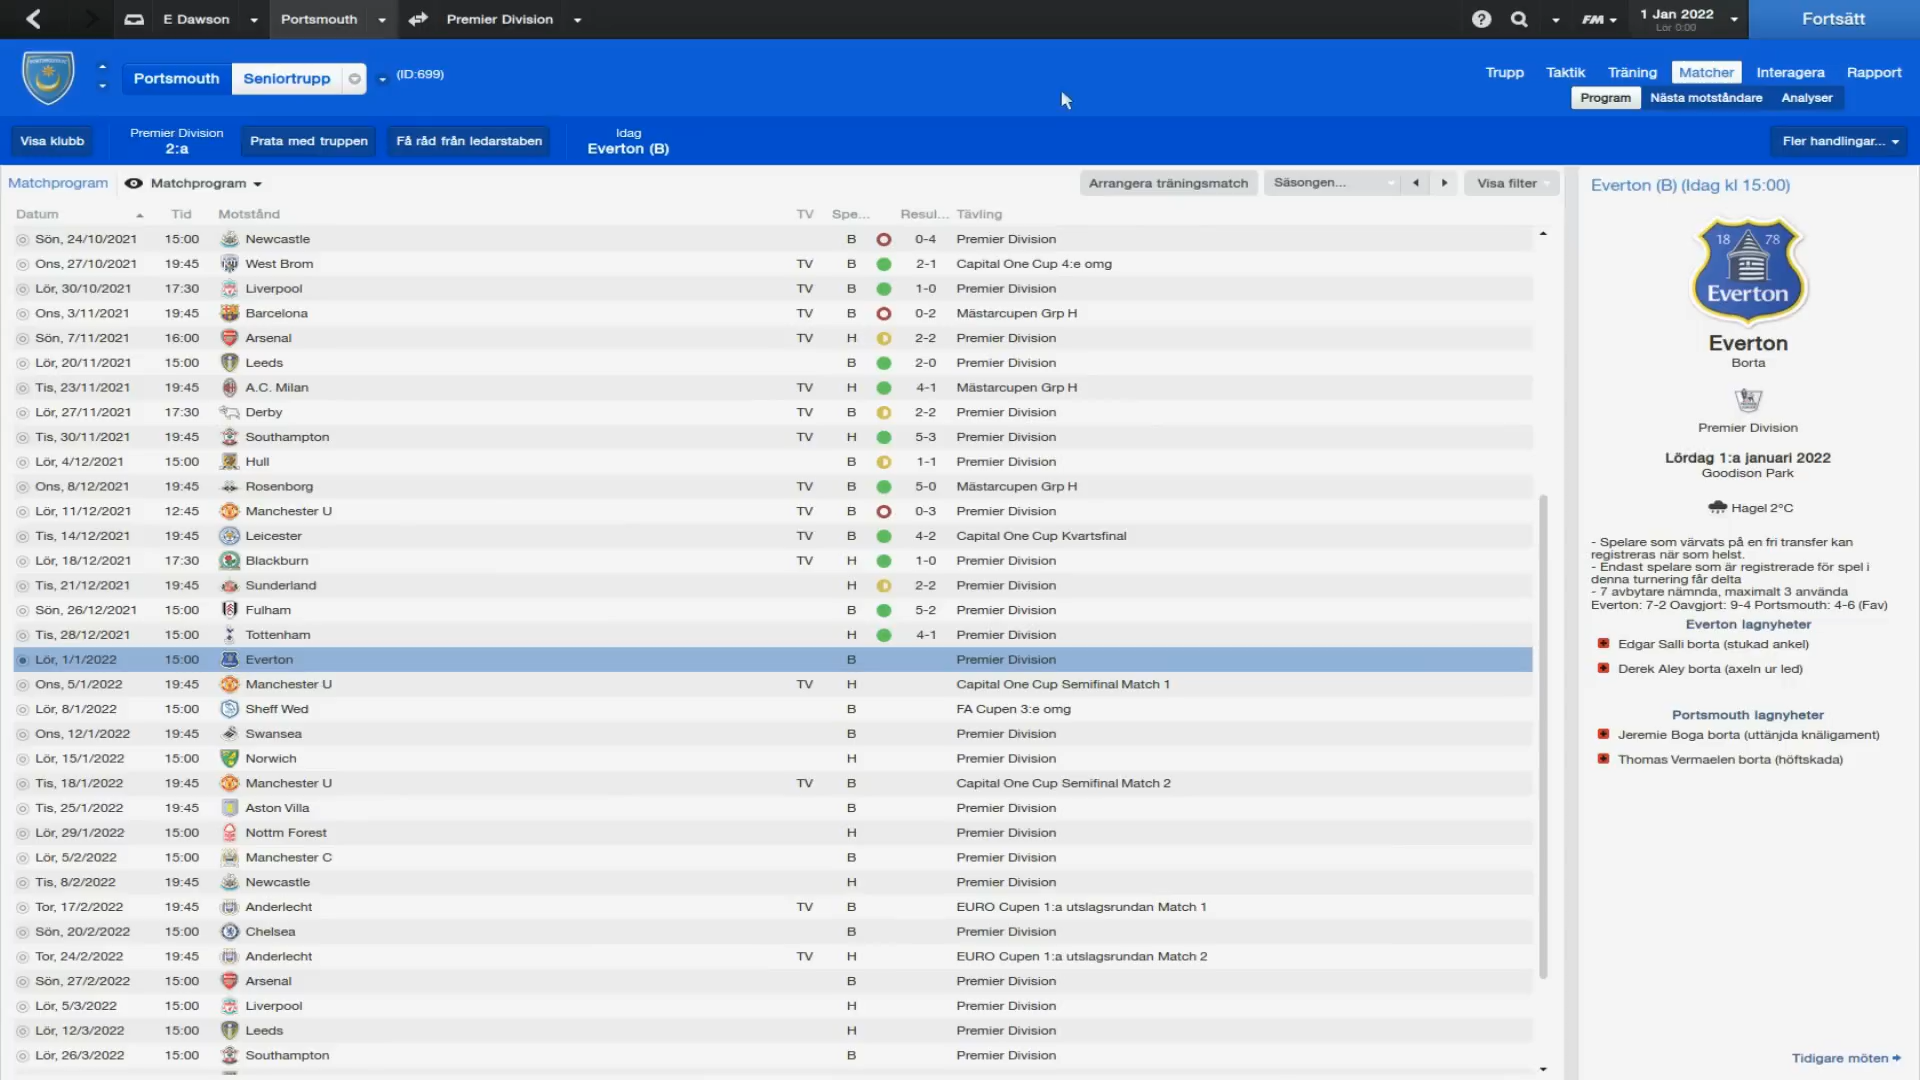 E Dawson Portsmouth Premier Division ? FM 1 Jan 2022 Fortsätt
Lör 0:00
Portsmouth Seniortrupp (ID:699)
Trupp Taktik Träning Matcher Interagera Rapport
Program Nästa motståndare Analyser
Visa klubb Premier Division Prata med truppen Få råd från ledarstaben Idag Fler handlingar...
2:a Everton (B)
Matchprogram Matchprogram Arrangera träningsmatch Säsongen... Visa filter
Datum Tid Motstånd TV Spe... Resul... Tävling
Sön, 24/10/2021 15:00 Newcastle B 0-4 Premier Division
Ons, 27/10/2021 19:45 West Brom TV B 2-1 Capital One Cup 4:e omg
Lör, 30/10/2021 17:30 Liverpool TV B 1-0 Premier Division
Ons, 3/11/2021 19:45 Barcelona TV B 0-2 Mästarcupen Grp H
Sön, 7/11/2021 16:00 Arsenal TV H 2-2 Premier Division
Lör, 20/11/2021 15:00 Leeds B 2-0 Premier Division
Tis, 23/11/2021 19:45 A.C. Milan TV H 4-1 Mästarcupen Grp H
Lör, 27/11/2021 17:30 Derby TV B 2-2 Premier Division
Tis, 30/11/2021 19:45 Southampton TV H 5-3 Premier Division
Lör, 4/12/2021 15:00 Hull B 1-1 Premier Division
Ons, 8/12/2021 19:45 Rosenborg TV B 5-0 Mästarcupen Grp H
Lör, 11/12/2021 12:45 Manchester U TV B 0-3 Premier Division
Tis, 14/12/2021 19:45 Leicester TV B 4-2 Capital One Cup Kvartsfinal
Lör, 18/12/2021 17:30 Blackburn TV H 1-0 Premier Division
Tis, 21/12/2021 19:45 Sunderland H 2-2 Premier Division
Sön, 26/12/2021 15:00 Fulham B 5-2 Premier Division
Tis, 28/12/2021 15:00 Tottenham H 4-1 Premier Division
Lör, 1/1/2022 15:00 Everton B Premier Division
Ons, 5/1/2022 19:45 Manchester U TV H Capital One Cup Semifinal Match 1
Lör, 8/1/2022 15:00 Sheff Wed B FA Cupen 3:e omg
Ons, 12/1/2022 19:45 Swansea B Premier Division
Lör, 15/1/2022 15:00 Norwich H Premier Division
Tis, 18/1/2022 19:45 Manchester U TV B Capital One Cup Semifinal Match 2
Tis, 25/1/2022 19:45 Aston Villa B Premier Division
Lör, 29/1/2022 15:00 Nottm Forest H Premier Division
Lör, 5/2/2022 15:00 Manchester C B Premier Division
Tis, 8/2/2022 19:45 Newcastle H Premier Division
Tor, 17/2/2022 19:45 Anderlecht TV B EURO Cupen 1:a utslagsrundan Match 1
Sön, 20/2/2022 15:00 Chelsea B Premier Division
Tor, 24/2/2022 19:45 Anderlecht TV H EURO Cupen 1:a utslagsrundan Match 2
Sön, 27/2/2022 15:00 Arsenal B Premier Division
Lör, 5/3/2022 15:00 Liverpool H Premier Division
Lör, 12/3/2022 15:00 Leeds H Premier Division
Lör, 26/3/2022 15:00 Southampton B Premier Division
Everton (B) (Idag kl 15:00)
18 78
Everton
Everton
Borta
Premier Division
Lördag 1:a januari 2022
Goodison Park
Hagel 2°C
- Spelare som värvats på en fri transfer kan
registreras när som helst.
- Endast spelare som är registrerade för spel i
denna turnering får delta
- 7 avbytare nämnda, maximalt 3 använda
Everton: 7-2 Oavgjort: 9-4 Portsmouth: 4-6 (Fav)
Everton lagnyheter
Edgar Salli borta (stukad ankel)
Derek Aley borta (axeln ur led)
Portsmouth lagnyheter
Jeremie Boga borta (uttänjda knäligament)
Thomas Vermaelen borta (höftskada)
Tidigare möten